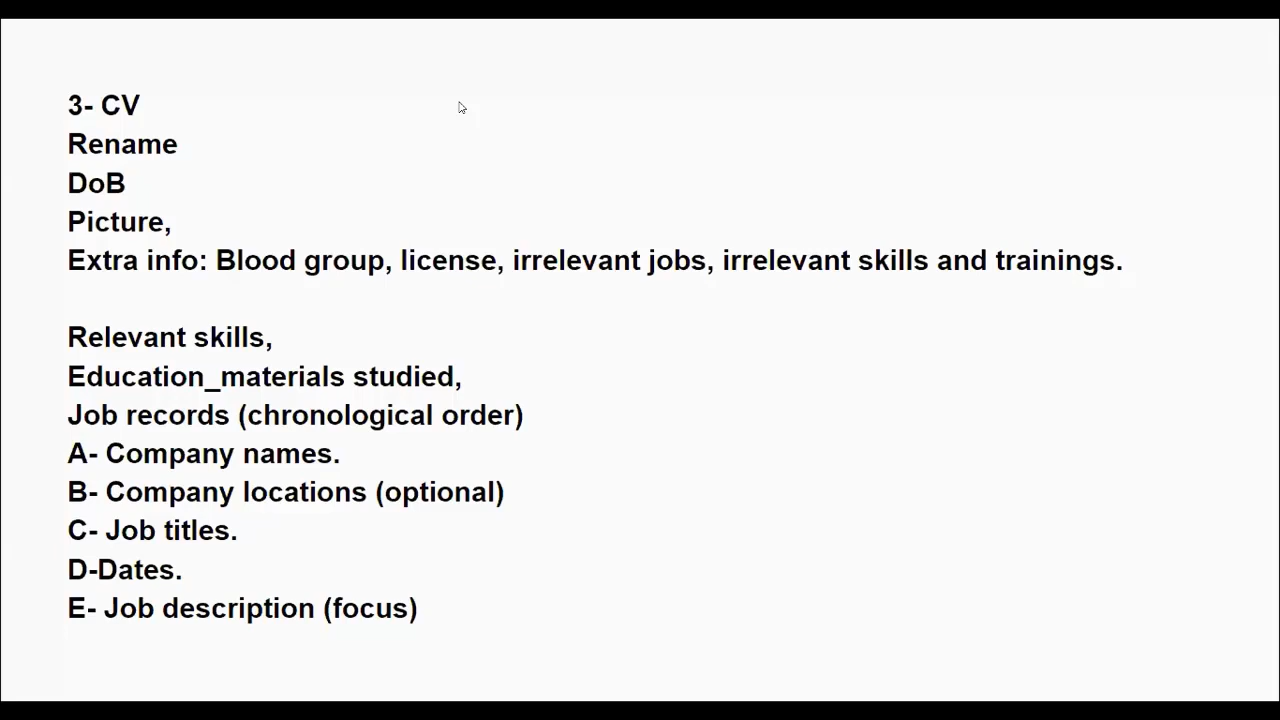 3- CV
Rename
DoB
Picture,
Extra info: Blood group, license, irrelevant jobs, irrelevant skills and trainings.
Relevant skills,
Education_materials studied,
Job records (chronological order)
A- Company names.
B- Company locations (optional)
C- Job titles.
D-Dates.
E- Job description (focus)